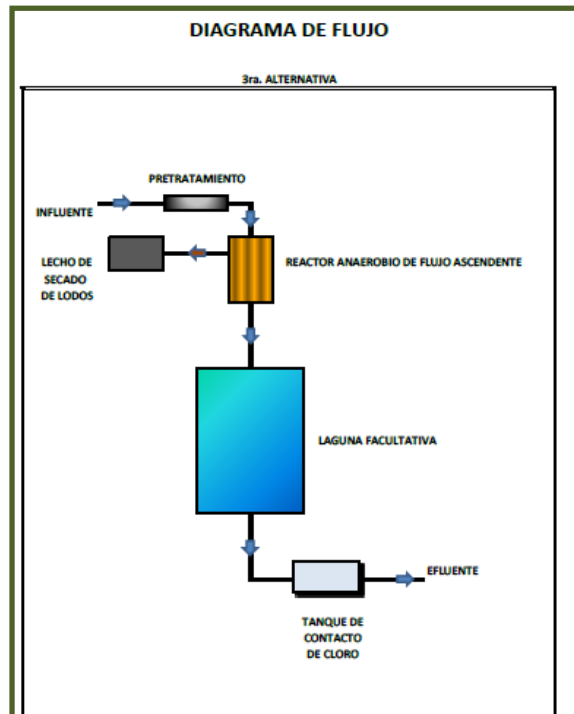 DIAGRAMA DE FLUJO
3ra. ALTERNATIVA
PRETRATAMIENTO
INFLUENTE
LECHO DE
SECADO
DE LODOS
REACTOR ANAEROBIO DE FLUJO ASCENDENTE
LAGUNA FACULTATIVA
EFLUENTE
TANQUE DE
CONTACTO
DE CLORO